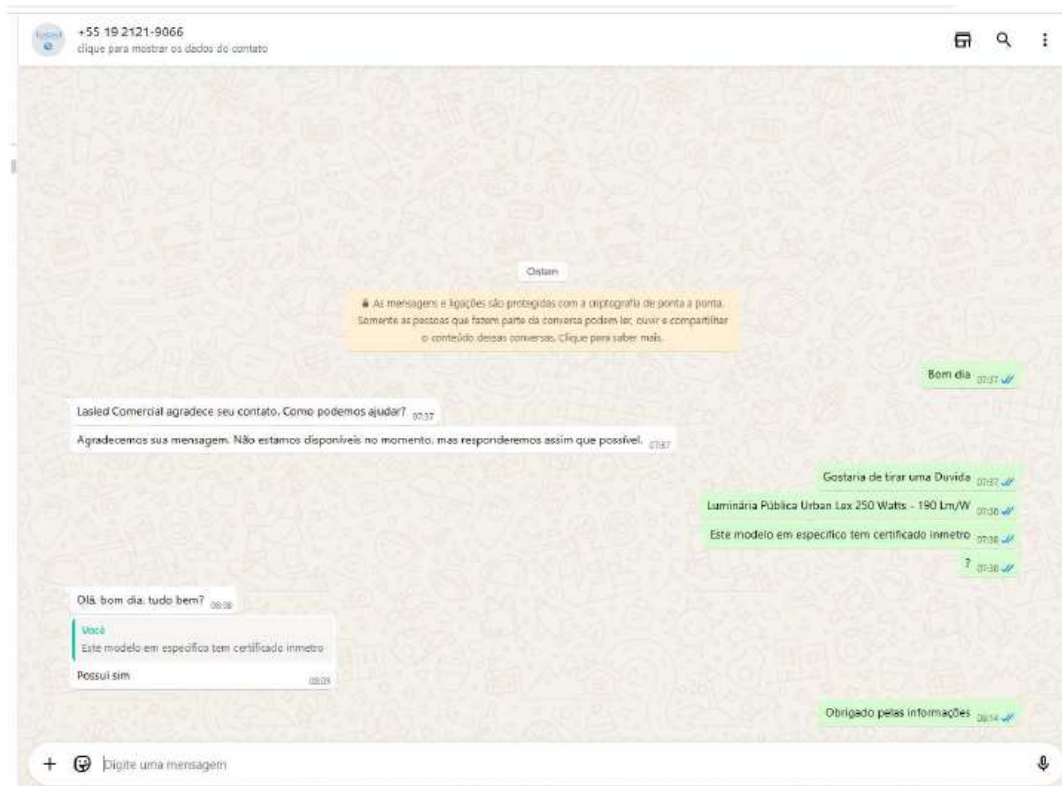 +55 19 2121-9066
clique para mostrar os dados do contato
Ontem
As mensagens e ligações são protegidas com a criptografia de ponta a ponta.
Somente as pessoas que fazem parte da conversa podem ler, ouvir e compartilhar
o conteúdo dessas conversas. Clique para saber mais.
Bom dia 07:37
Lasled Comercial agradece seu contato. Como podemos ajudar? 07:37
Agradecemos sua mensagem. Não estamos disponíveis no momento, mas responderemos assim que possível. 07:37
Gostaria de tirar uma Duvida 07:37
Luminária Pública Urban Lax 250 Watts - 190 Lm/W 07:38
Este modelo em especifico tem certificado inmetro 07:38
? 07:38
Olá, bom dia, tudo bem?
Você
Este modelo em especifico tem certificado inmetro
Possui sim
Obrigado pelas informações
Digite uma mensagem